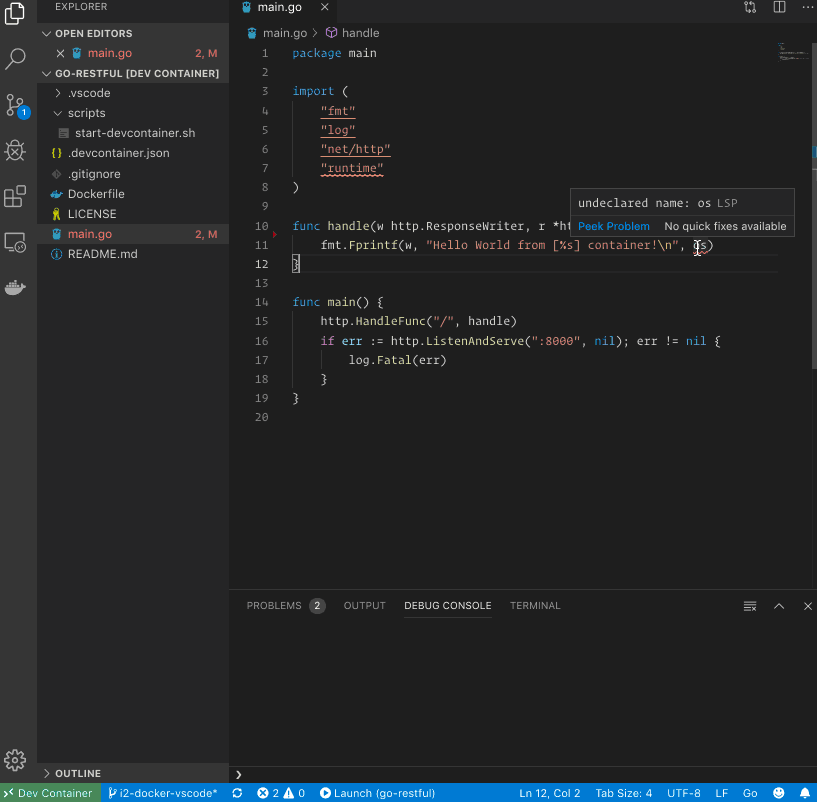 EXPLORER
OPEN EDITORS
main.go 2, M
GO-RESTFUL [DEV CONTAINER]
.vscode
scripts
start-devcontainer.sh
.devcontainer.json
.gitignore
Dockerfile
LICENSE
main.go 2, M
README.md
OUTLINE
1
main.go
main.go > handle
1 package main
2
3 import (
4 "fmt"
5 "log"
6 "net/http"
7 "runtime"
8 )
9
10 func handle(w http.ResponseWriter, r *ht
11 fmt.Fprintf(w, "Hello World from [%s] container!\n", os)
12 }
13
14 func main() {
15 http.HandleFunc("/", handle)
16 if err := http.ListenAndServe(":8000", nil); err != nil {
17 log.Fatal(err)
18 }
19 }
20
undeclared name: os LSP
Peek Problem No quick fixes available
PROBLEMS 2 OUTPUT DEBUG CONSOLE TERMINAL
Dev Container i2-docker-vscode* 2 0 Launch (go-restful) Ln 12, Col 2 Tab Size: 4 UTF-8 LF Go